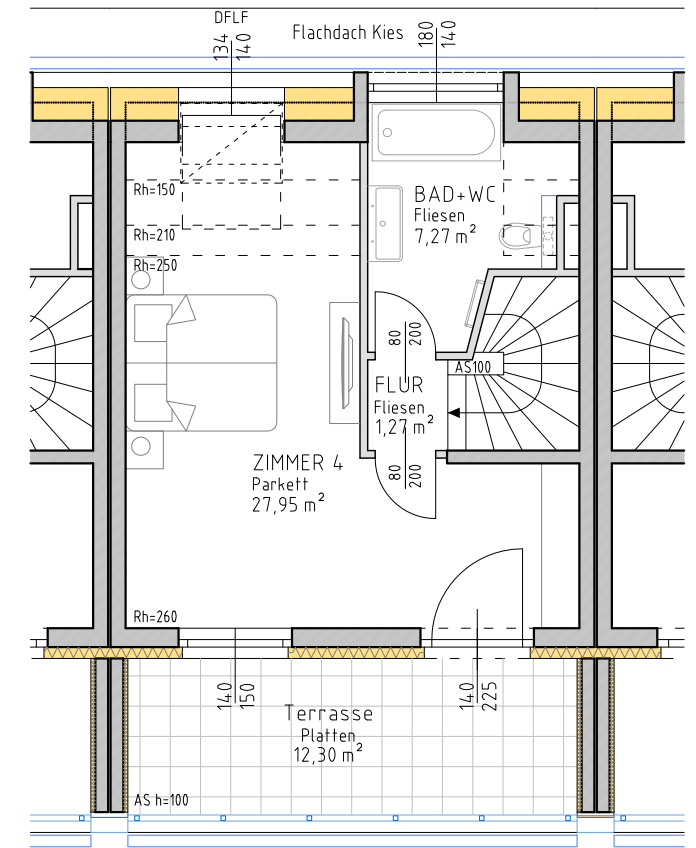 DFLF
134
140
Flachdach Kies
180
140
Rh=150
BAD+WC
Fliesen
7,27 m²
Rh=210
Rh=250
80
200
AS100
FLUR
Fliesen
1,27 m²
ZIMMER 4
Parkett
27,95 m²
80
200
Rh=260
140
150
140
225
Terrasse
Platten
12,30 m²
AS h=100